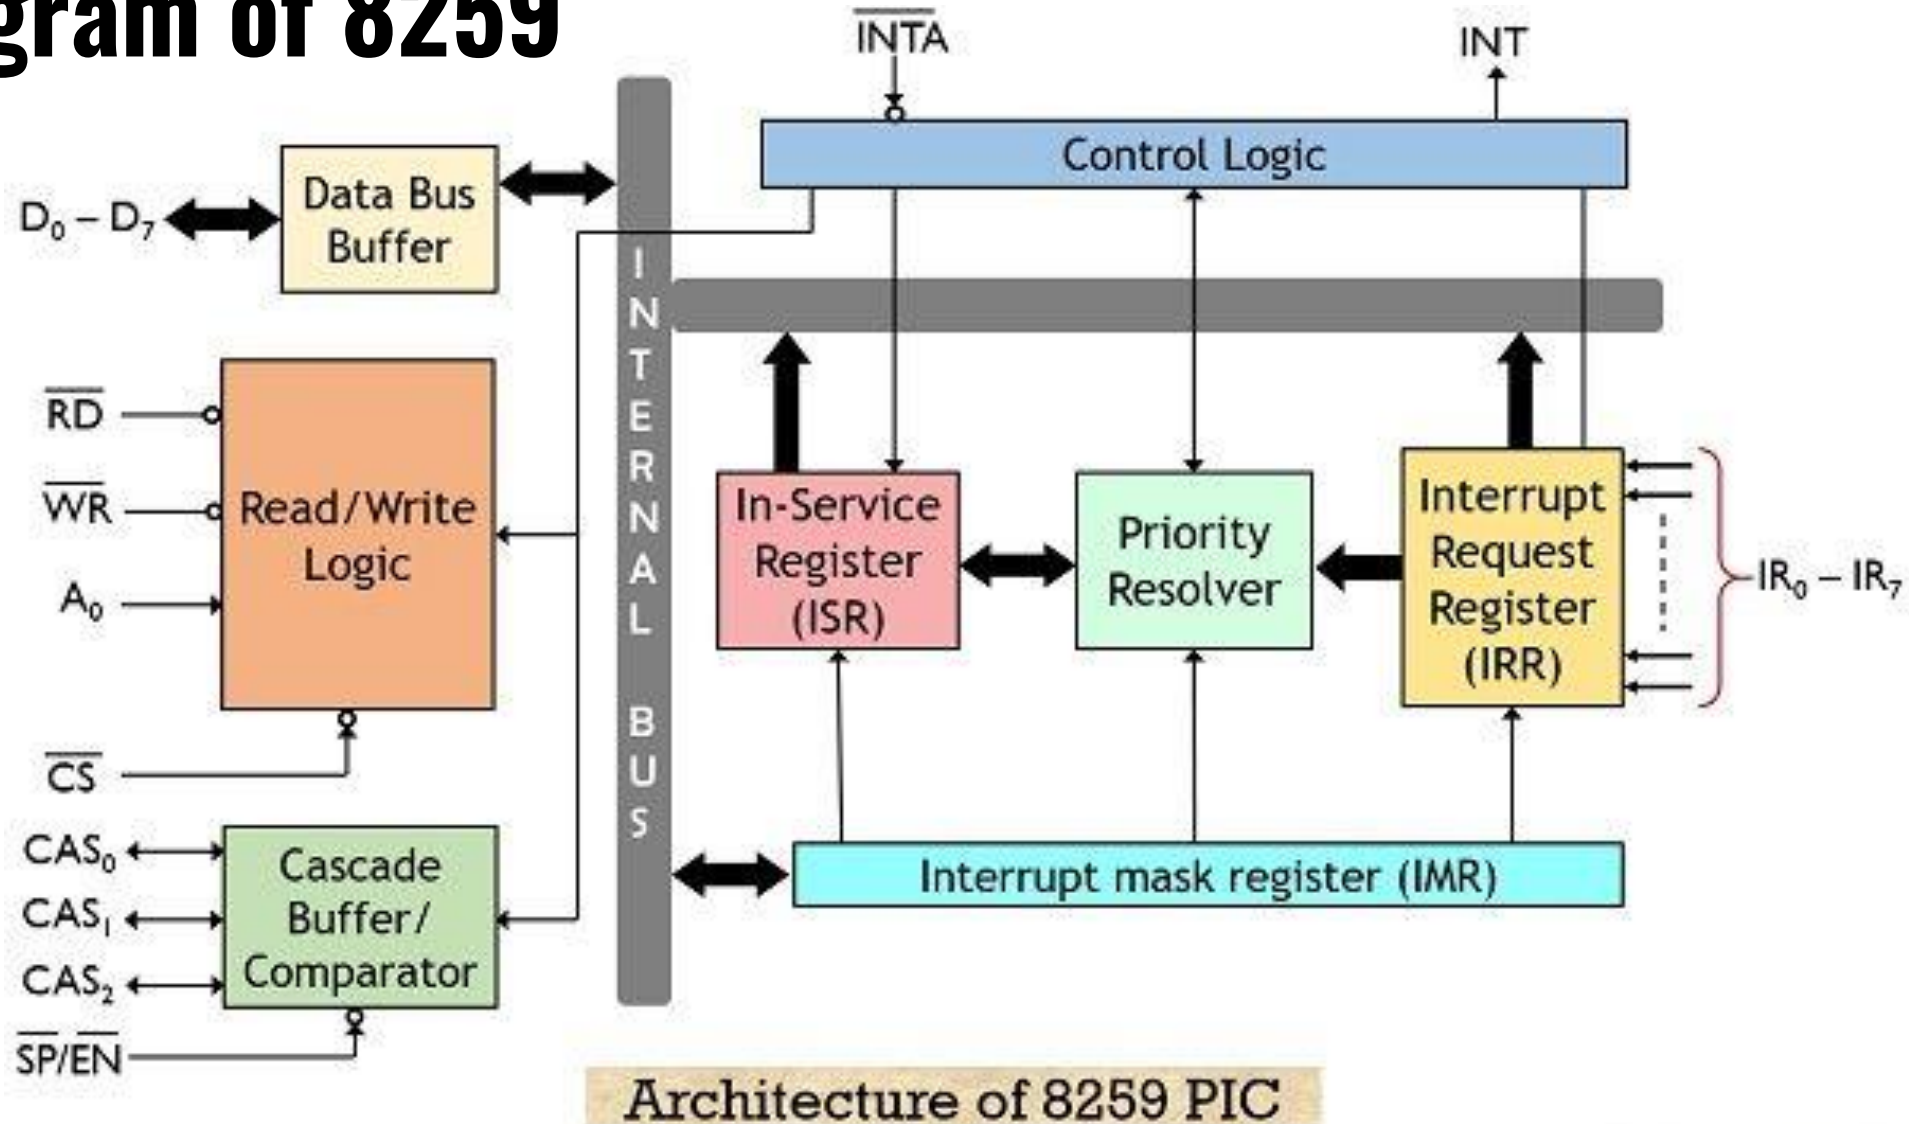 gram of 8259
INTA
INT
Control Logic
Data Bus
Buffer
D₀ – D₇
INTERNAL BUS
RD
WR
A₀
CS
Read/Write
Logic
In-Service
Register
(ISR)
Priority
Resolver
Interrupt
Request
Register
(IRR)
IR₀ – IR₇
CAS₀
CAS₁
CAS₂
SP/EN
Cascade
Buffer/
Comparator
Interrupt mask register (IMR)
Architecture of 8259 PIC